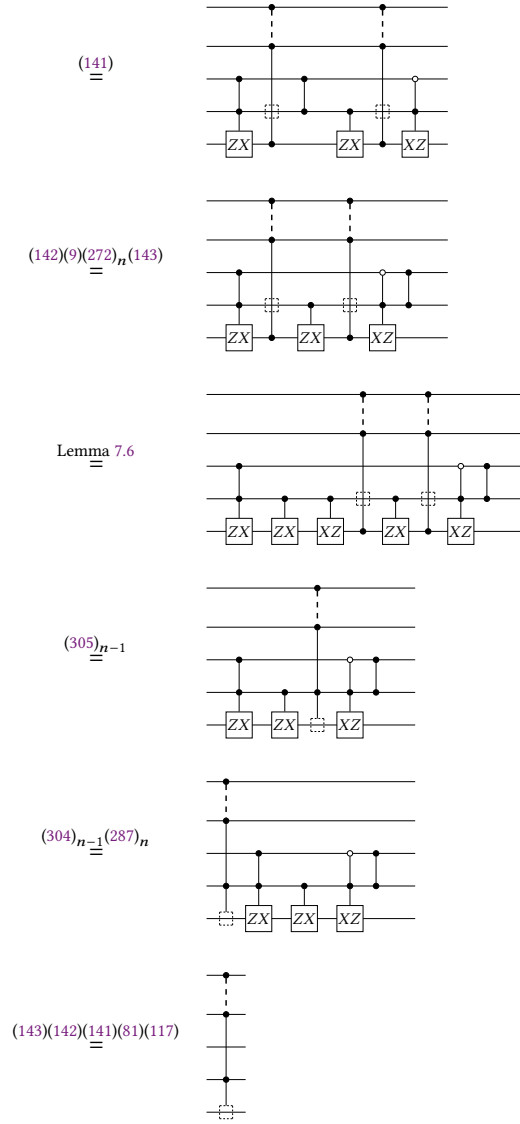 (141)
=
ZX ZX XZ
(142)(9)(272)n(143)
=
ZX ZX XZ
Lemma 7.6
=
ZX ZX XZ ZX XZ
(305)n−1
=
ZX ZX XZ
(304)n−1(287)n
=
ZX ZX XZ
(143)(142)(141)(81)(117)
=